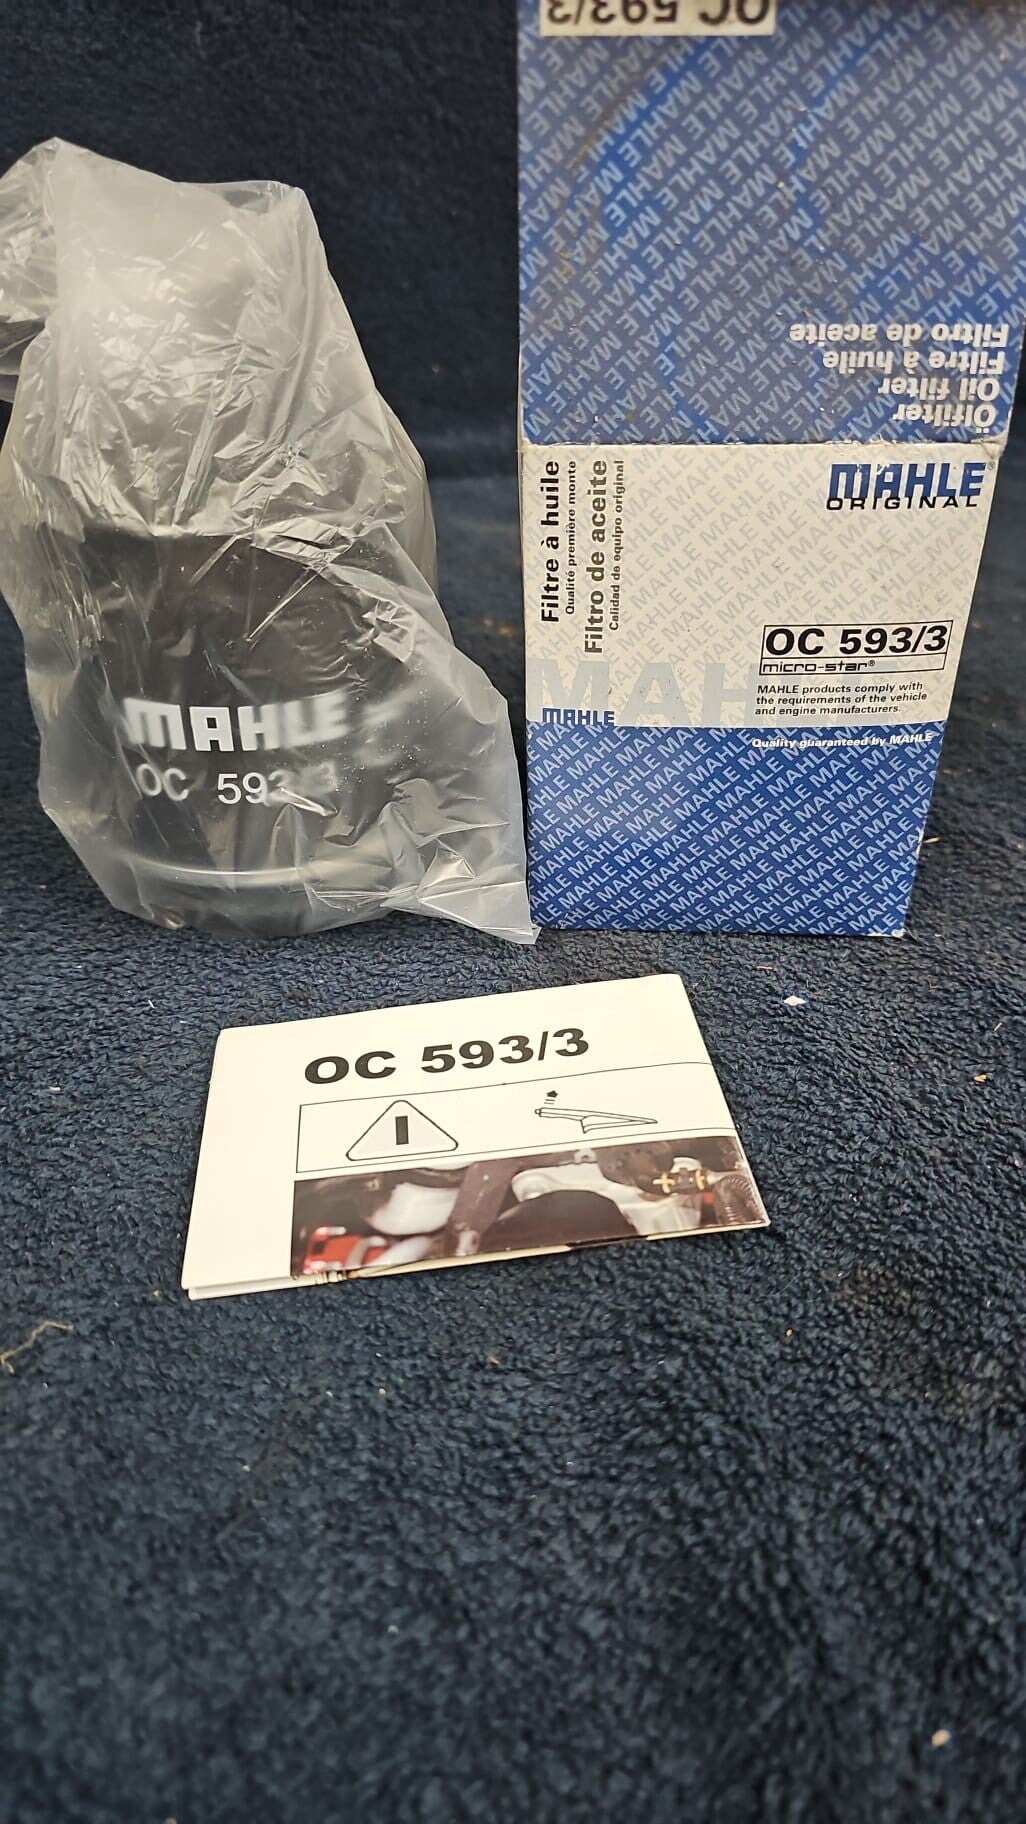 OC 593/3
Filtro de aceite
Filtre à huile
Oil filter
Ölfilter
MAHLE
ORIGINAL
Filtre à huile
Qualité première monte
Filtro de aceite
Calidad de equipo original
OC 593/3
micro-star®
MAHLE products comply with
the requirements of the vehicle
and engine manufacturers.
MAHLE
Quality guaranteed by MAHLE
MAHLE
OC 593/3
OC 593/3